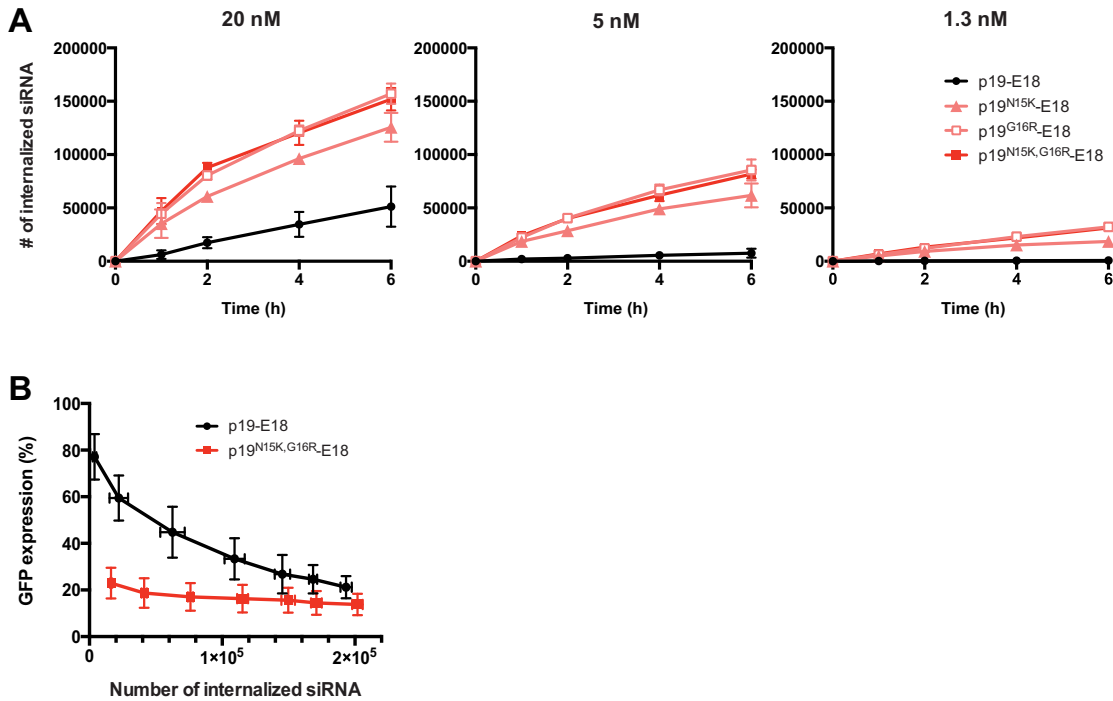 A
20 nM
5 nM
1.3 nM
# of internalized siRNA
200000
150000
100000
50000
0
0
2
4
6
Time (h)
200000
150000
100000
50000
0
0
2
4
6
Time (h)
200000
150000
100000
50000
0
0
2
4
6
Time (h)
p19-E18
p19N15K-E18
p19G16R-E18
p19N15K,G16R-E18
B
GFP expression (%)
100
80
60
40
20
0
0
1×10⁵
2×10⁵
Number of internalized siRNA
p19-E18
p19N15K,G16R-E18